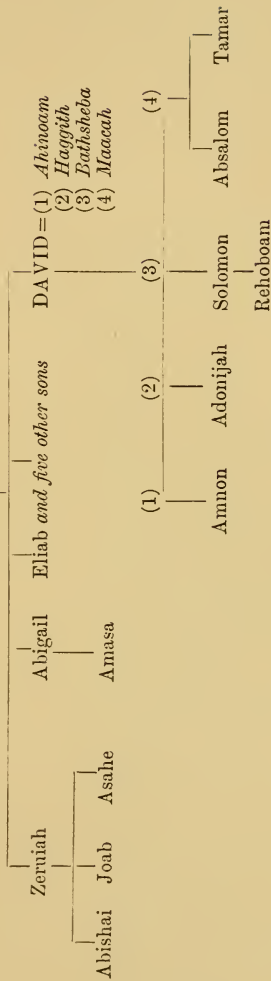 Zeruiah Abigail Eliab and five other sons DAVID = (1) Ahinoam
(2) Haggith
(3) Bathsheba
(4) Maacah
Abishai Joab Asahe Amasa
(1) (2) (3) (4)
Amnon Adonijah Solomon Absalom Tamar
Rehoboam